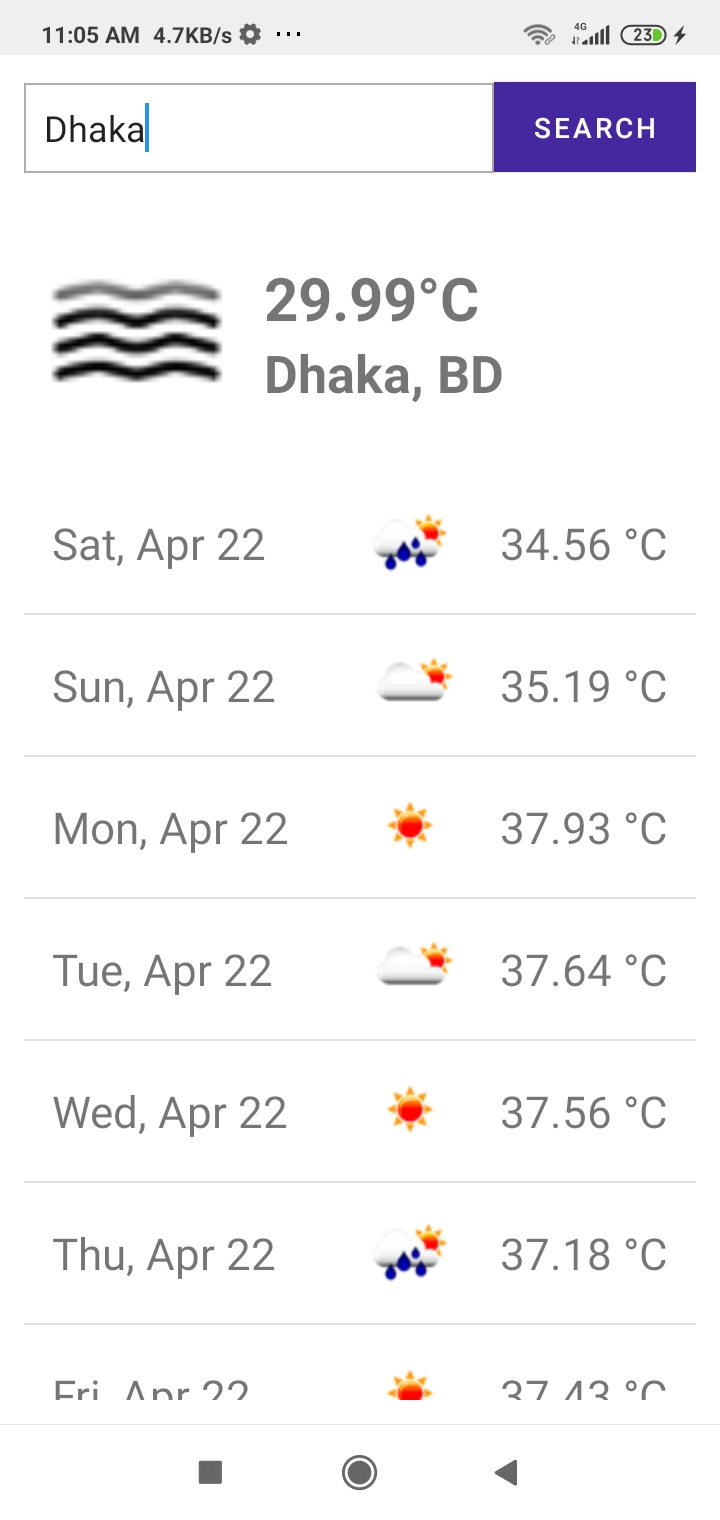 11:05 AM 4.7KB/s ... 4G 23
Dhaka SEARCH
29.99°C
Dhaka, BD
Sat, Apr 22 34.56 °C
Sun, Apr 22 35.19 °C
Mon, Apr 22 37.93 °C
Tue, Apr 22 37.64 °C
Wed, Apr 22 37.56 °C
Thu, Apr 22 37.18 °C
Fri, Apr 22 37.43 °C